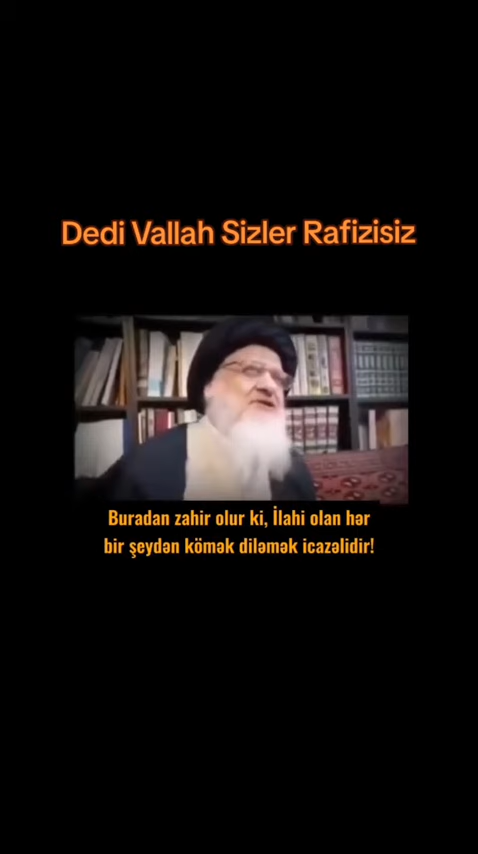 Dedi Vallah Sizler Rafizisiz
Buradan zahir olur ki, İlahi olan hər
bir şeydən kömək diləmək icazəlidir!